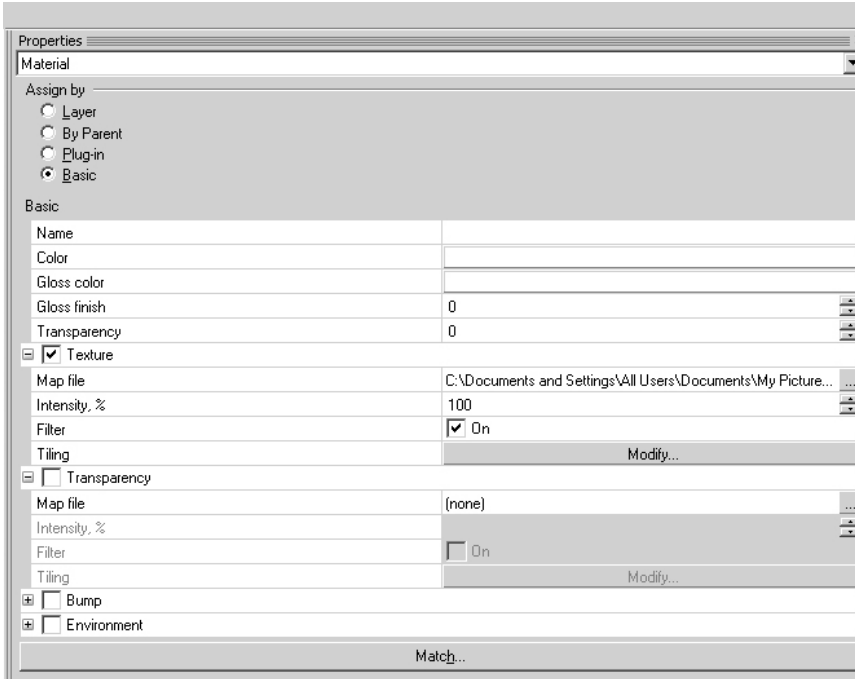 Properties
Material
Assign by
Layer
By Parent
Plug-in
Basic
Basic
Name
Color
Gloss color
Gloss finish 0
Transparency 0
Texture
Map file C:\Documents and Settings\All Users\Documents\My Picture... ...
Intensity, % 100
Filter On
Tiling Modify...
Transparency
Map file (none) ...
Intensity, %
Filter On
Tiling Modify...
Bump
Environment
Match...